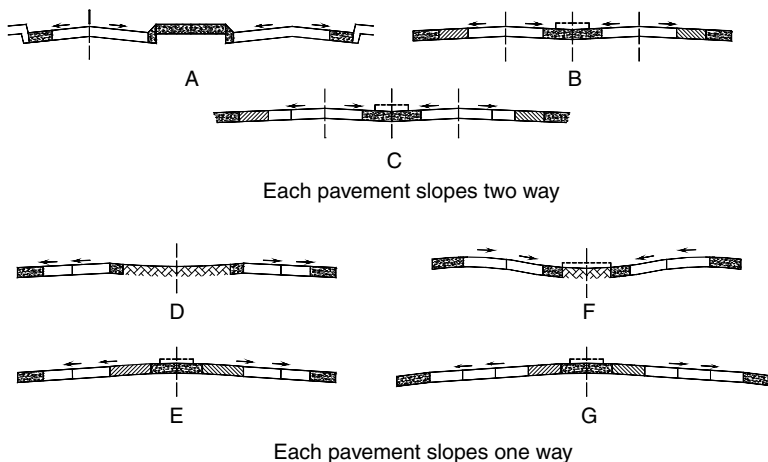 A
B
C
Each pavement slopes two way
D
F
E
G
Each pavement slopes one way